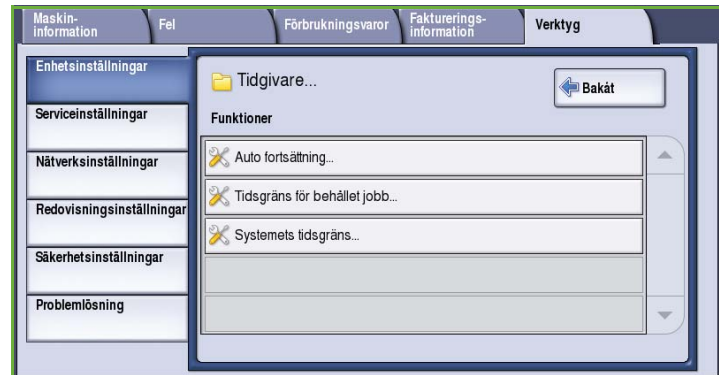 Maskin-
information
Fel
Förbrukningsvaror
Fakturerings-
information
Verktyg
Enhetsinställningar
Serviceinställningar
Nätverksinställningar
Redovisningsinställningar
Säkerhetsinställningar
Problemlösning
Tidgivare...
Bakåt
Funktioner
Auto fortsättning...
Tidsgräns för behållet jobb...
Systemets tidsgräns...